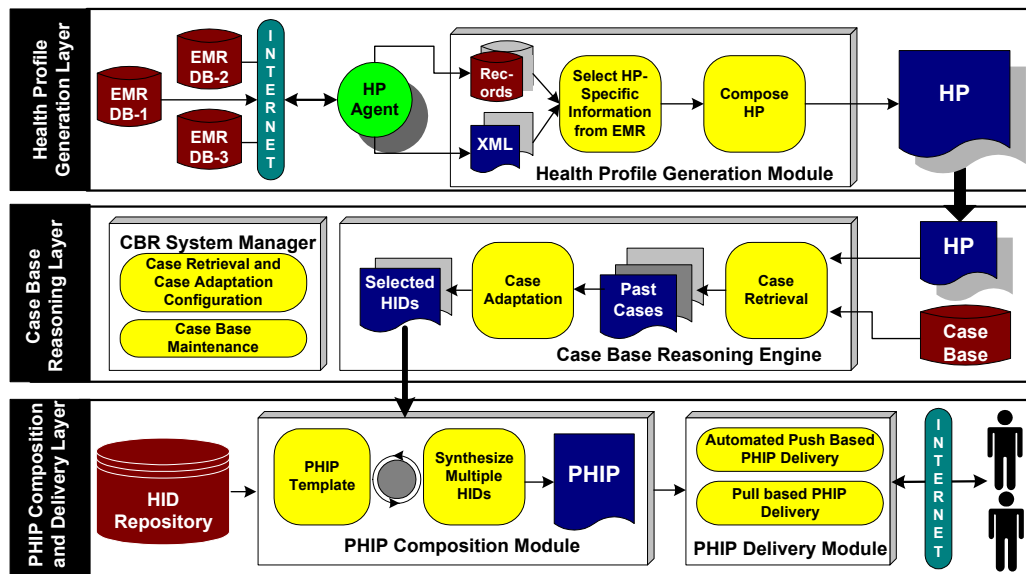 Health Profile
Generation Layer
EMR
DB-1
EMR
DB-2
EMR
DB-3
INTERNET
HP
Agent
Rec-
ords
XML
Select HP-
Specific
Information
from EMR
Compose
HP
Health Profile Generation Module
HP
Case Base
Reasoning Layer
CBR System Manager
Case Retrieval and
Case Adaptation
Configuration
Case Base
Maintenance
Selected
HIDs
Case
Adaptation
Past
Cases
Case
Retrieval
Case Base Reasoning Engine
HP
Case
Base
PHIP Composition
and Delivery Layer
HID
Repository
PHIP
Template
Synthesize
Multiple
HIDs
PHIP
PHIP Composition Module
Automated Push Based
PHIP Delivery
Pull based PHIP
Delivery
PHIP Delivery Module
INTERNET